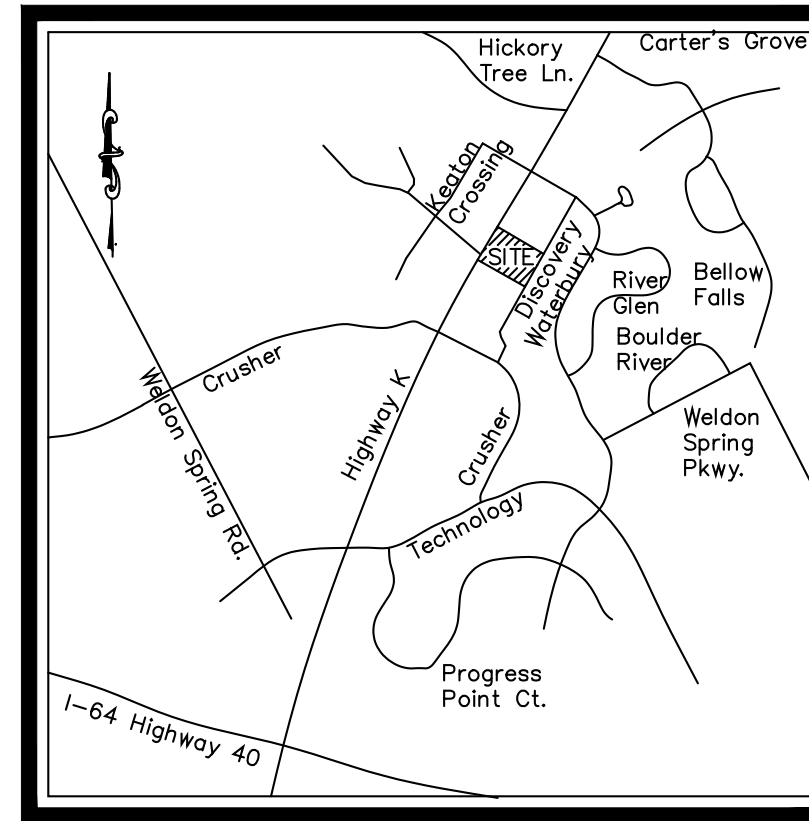 Hickory
Tree Ln.
Carter's Grove
Keaton
Crossing
SITE
Discovery
Waterbury
River
Glen
Bellow
Falls
Boulder
River
Crusher
Weldon Spring Rd.
Highway K
Crusher
Weldon
Spring
Pkwy.
Technology
Progress
Point Ct.
I-64 Highway 40